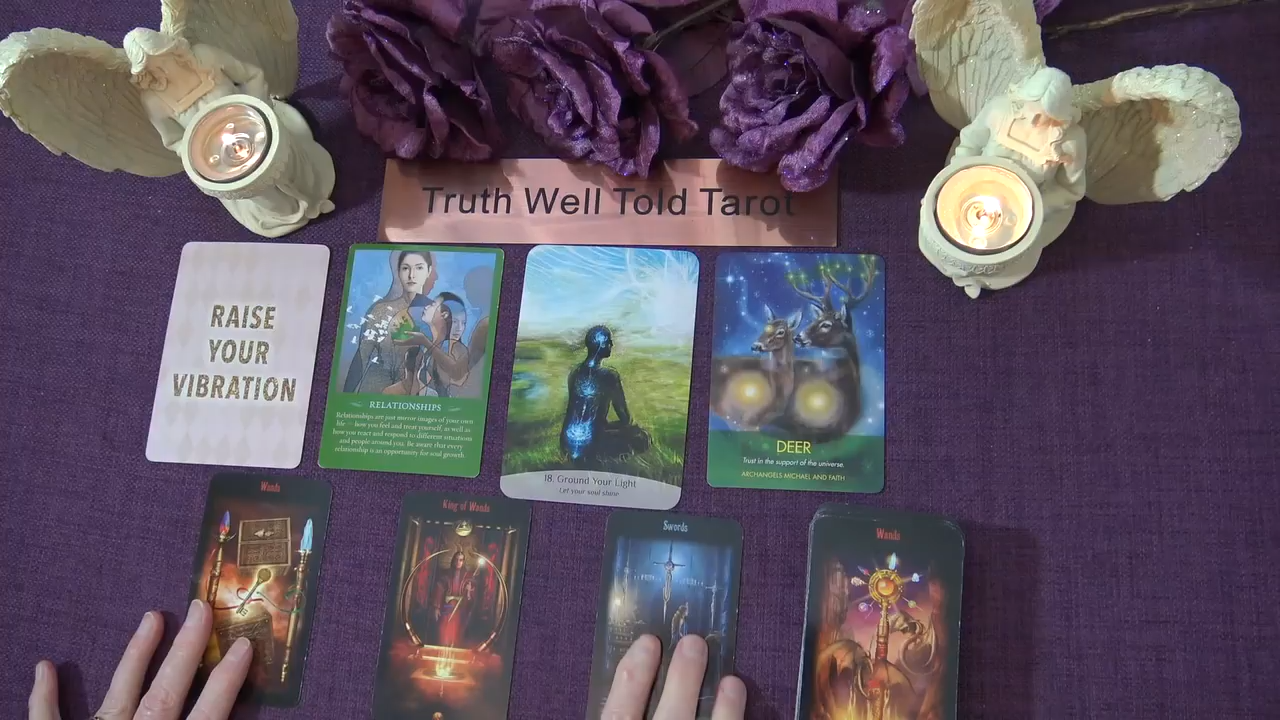 Truth Well Told Tarot
RAISE
YOUR
VIBRATION
RELATIONSHIPS
Relationships are just mirror images of your own
life — how you feel and treat yourself, as well as
how you react and respond to different situations
and people around you. Be aware that every
relationship is an opportunity for soul growth.
18. Ground Your Light
Let your soul shine
DEER
Trust in the support of the universe.
ARCHANGELS MICHAEL AND FAITH
Wands
King of Wands
Swords
Wands